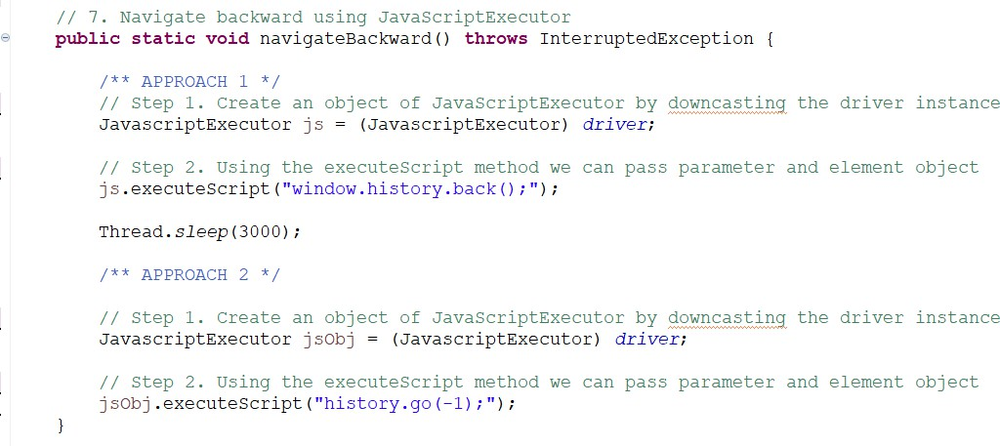 // 7. Navigate backward using JavaScriptExecutor
public static void navigateBackward() throws InterruptedException {
/** APPROACH 1 */
// Step 1. Create an object of JavaScriptExecutor by downcasting the driver instance
JavascriptExecutor js = (JavascriptExecutor) driver;
// Step 2. Using the executeScript method we can pass parameter and element object
js.executeScript("window.history.back();");
Thread.sleep(3000);
/** APPROACH 2 */
// Step 1. Create an object of JavaScriptExecutor by downcasting the driver instance
JavascriptExecutor jsObj = (JavascriptExecutor) driver;
// Step 2. Using the executeScript method we can pass parameter and element object
jsObj.executeScript("history.go(-1);");
}